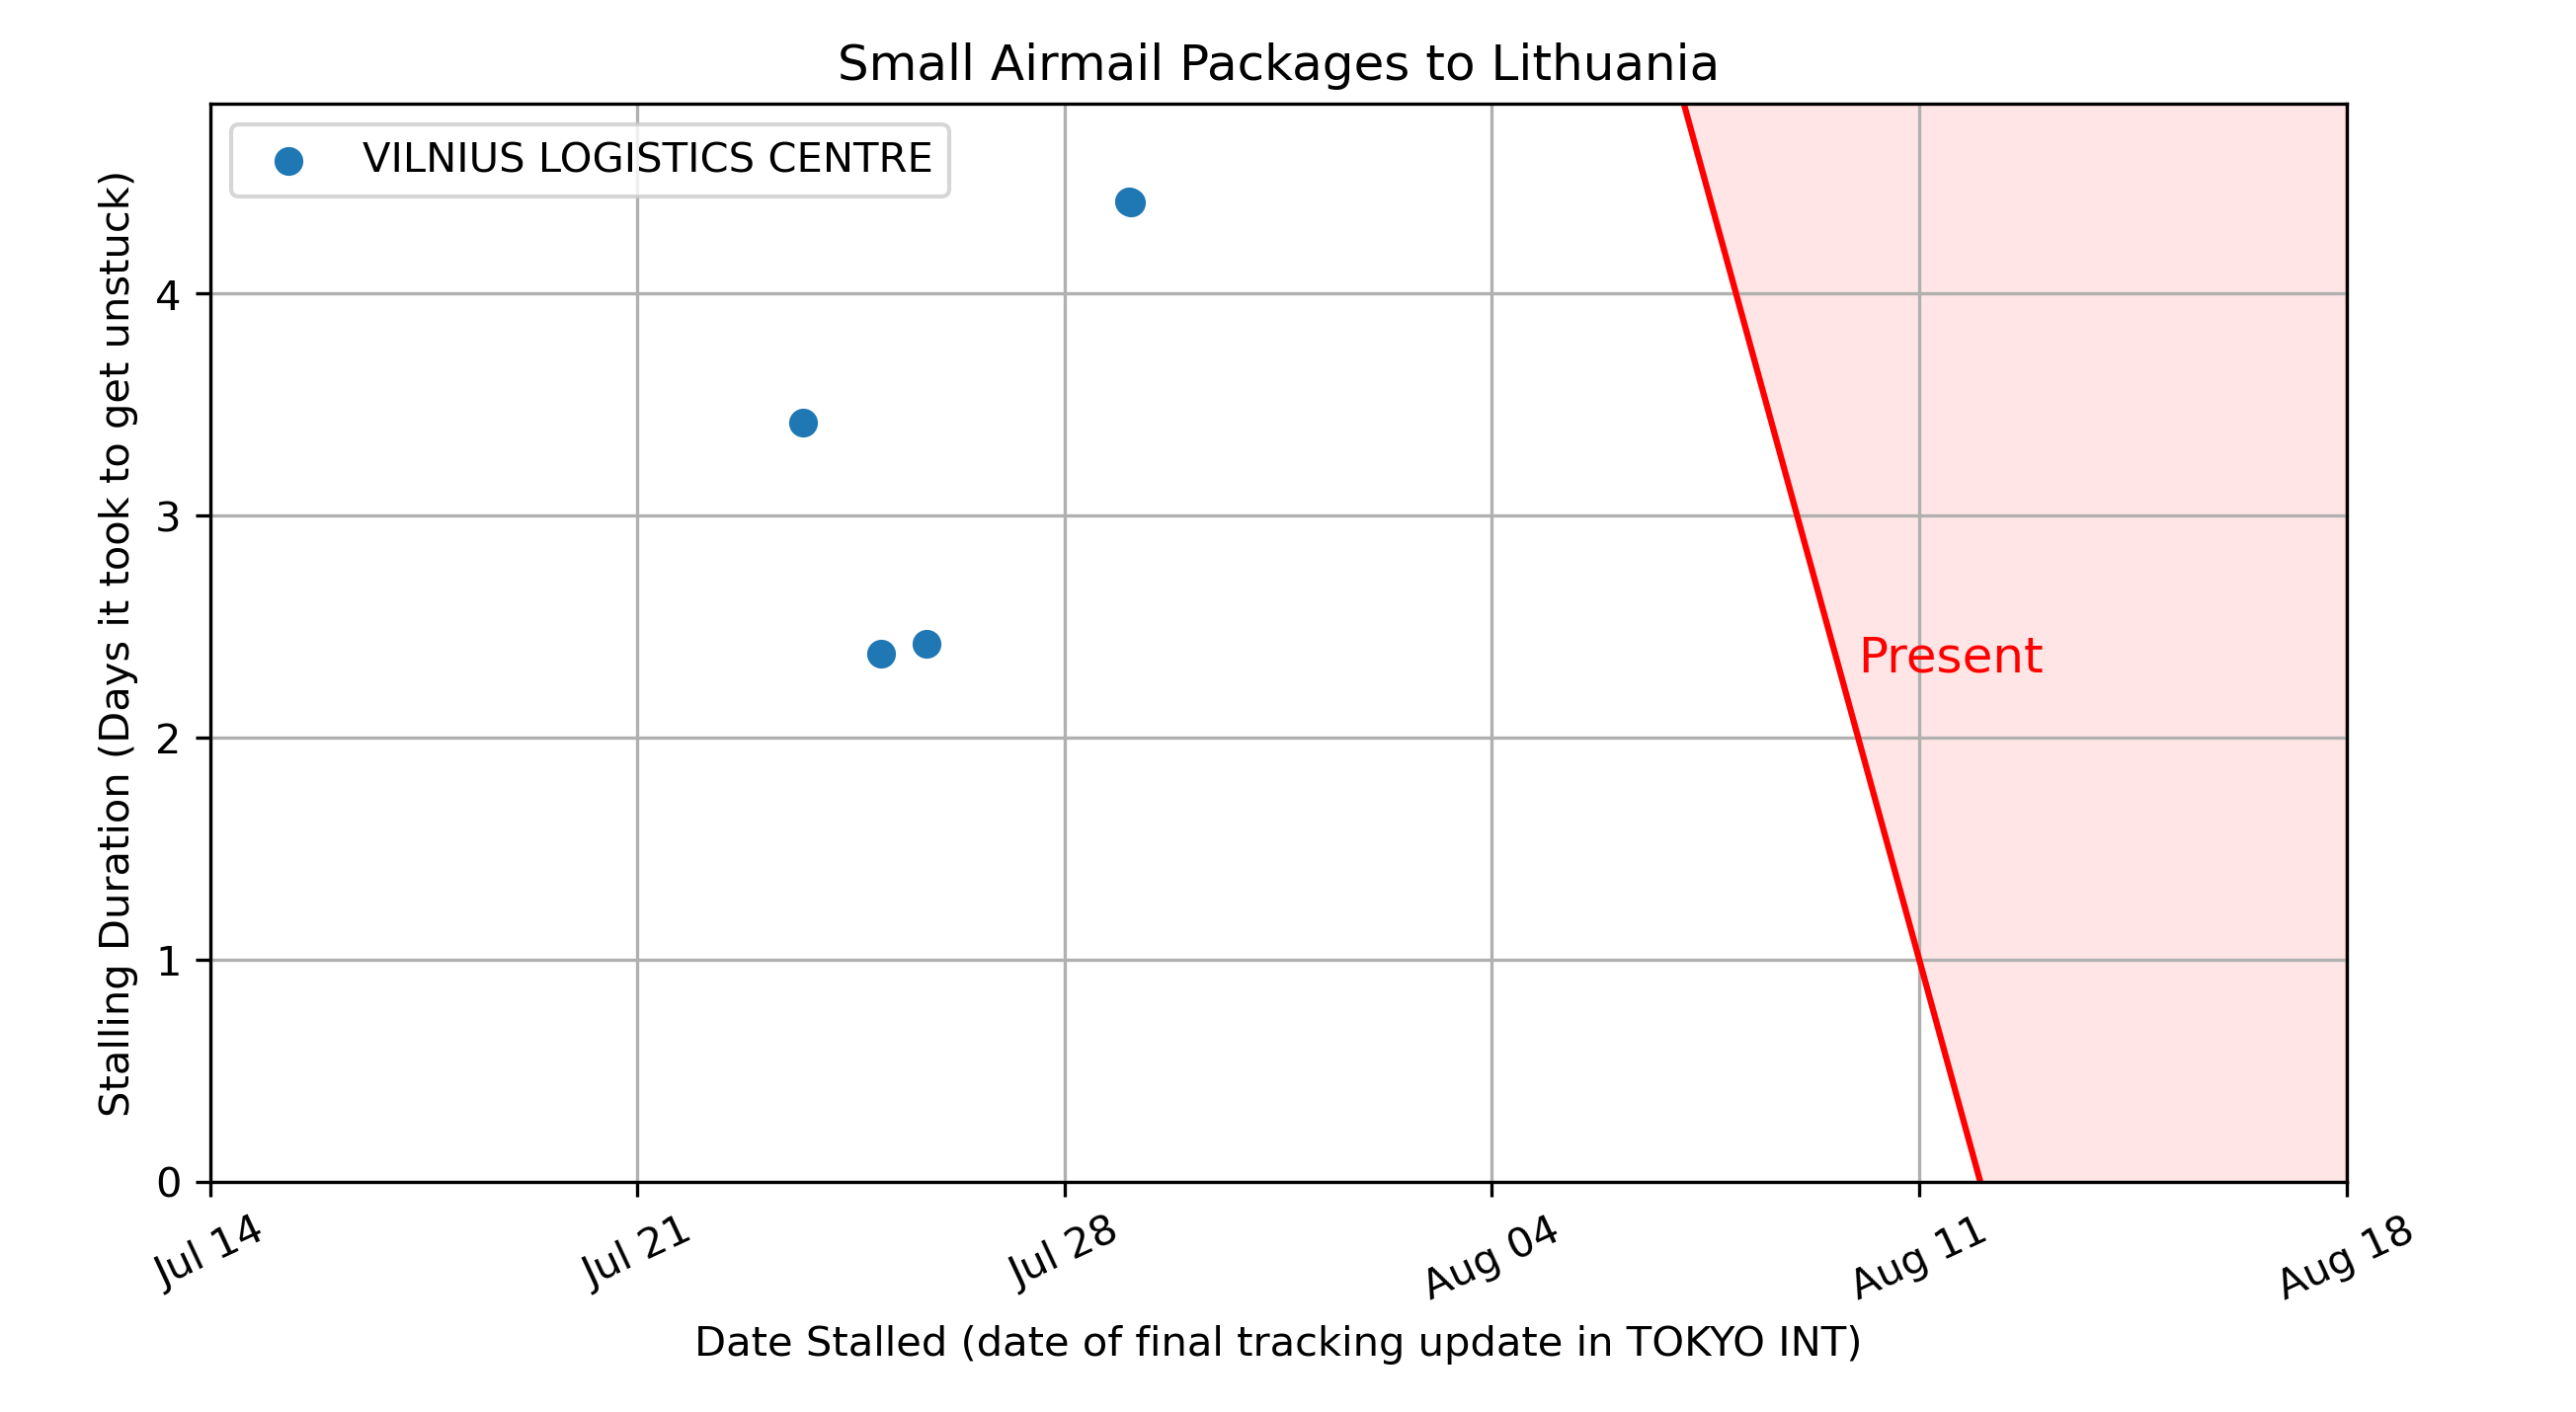 Small Airmail Packages to Lithuania
VILNIUS LOGISTICS CENTRE
Stalling Duration (Days it took to get unstuck)
4
3
2
1
0
Present
Jul 14
Jul 21
Jul 28
Aug 04
Aug 11
Aug 18
Date Stalled (date of final tracking update in TOKYO INT)